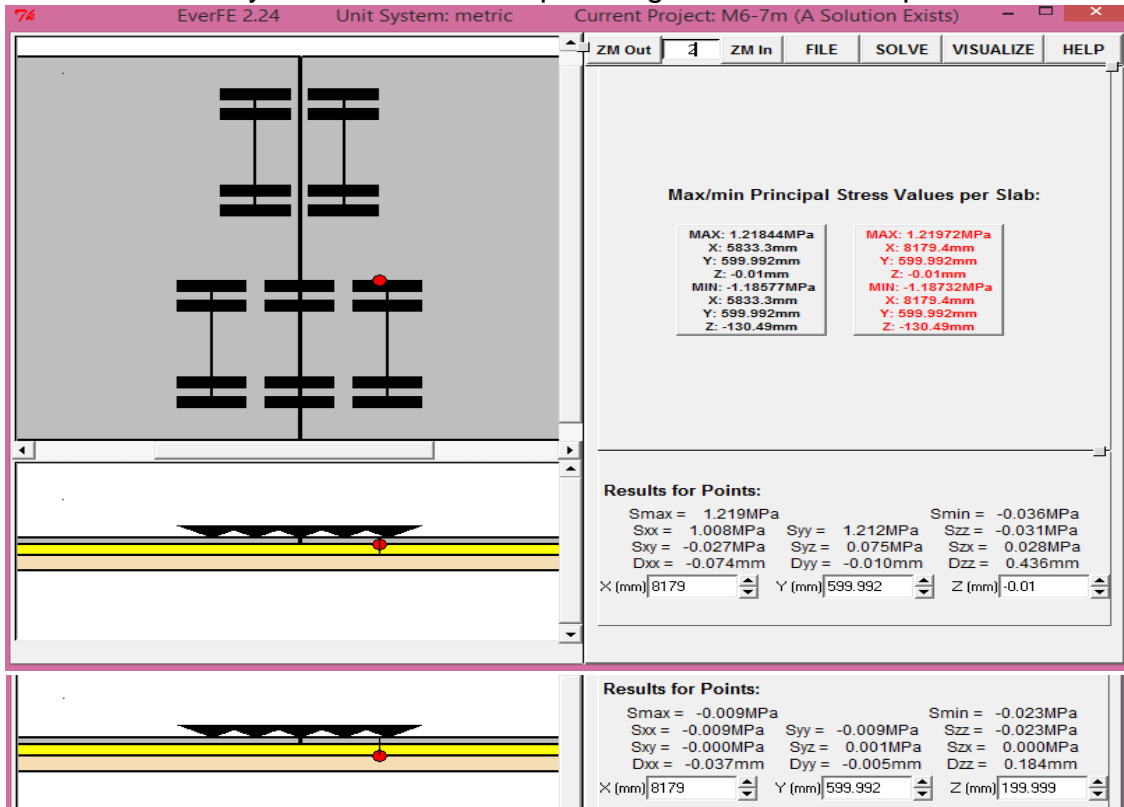 EverFE 2.24 Unit System: metric Current Project: M6-7m (A Solution Exists)
ZM Out 2 ZM In FILE SOLVE VISUALIZE HELP
Max/min Principal Stress Values per Slab:
MAX: 1.21844MPa
X: 5833.3mm
Y: 599.992mm
Z: -0.01mm
MIN: -1.18577MPa
X: 5833.3mm
Y: 599.992mm
Z: -130.49mm
MAX: 1.21972MPa
X: 8179.4mm
Y: 599.992mm
Z: -0.01mm
MIN: -1.18732MPa
X: 8179.4mm
Y: 599.992mm
Z: -130.49mm
Results for Points:
Smax = 1.219MPa Smin = -0.036MPa
Sxx = 1.008MPa Syy = 1.212MPa Szz = -0.031MPa
Sxy = -0.027MPa Syz = 0.075MPa Szx = 0.028MPa
Dxx = -0.074mm Dyy = -0.010mm Dzz = 0.436mm
X (mm) 8179 Y (mm) 599.992 Z (mm) -0.01
Results for Points:
Smax = -0.009MPa Smin = -0.023MPa
Sxx = -0.009MPa Syy = -0.009MPa Szz = -0.023MPa
Sxy = -0.000MPa Syz = 0.001MPa Szx = 0.000MPa
Dxx = -0.037mm Dyy = -0.005mm Dzz = 0.184mm
X (mm) 8179 Y (mm) 599.992 Z (mm) 199.999